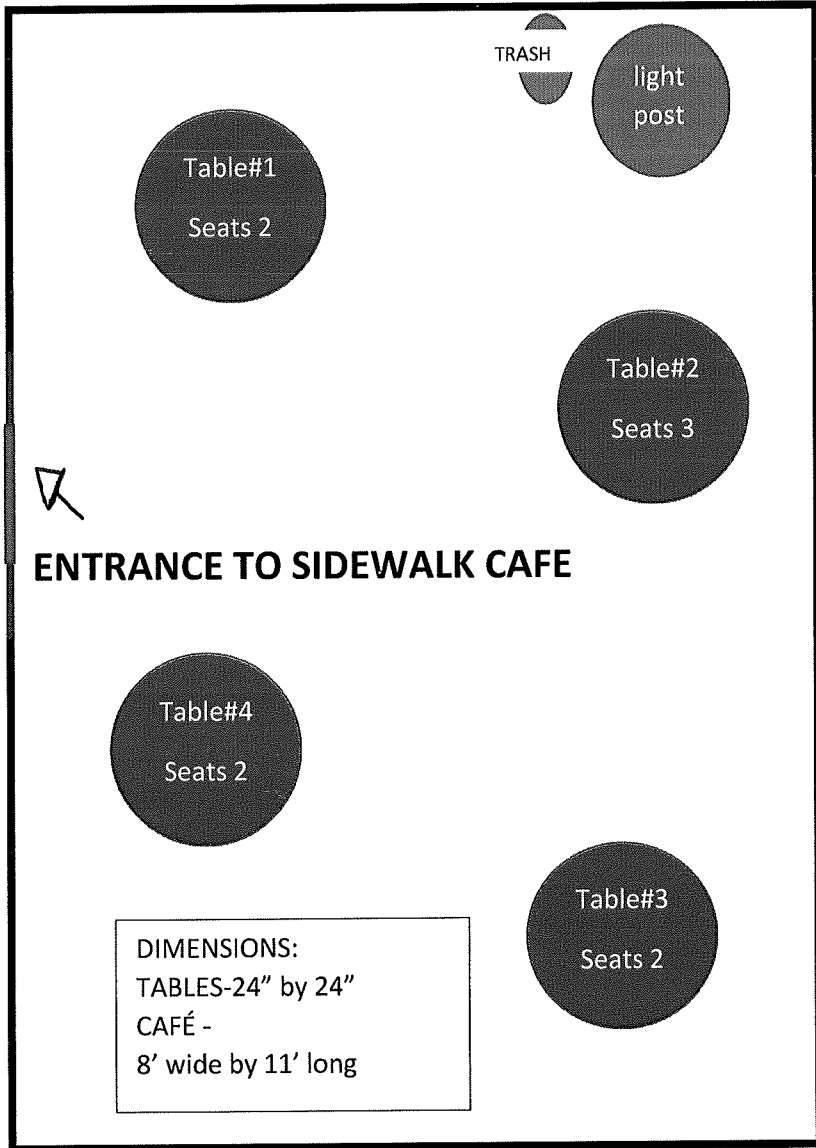 TRASH
light
post
Table#1
Seats 2
Table#2
Seats 3
ENTRANCE TO SIDEWALK CAFE
Table#4
Seats 2
Table#3
Seats 2
DIMENSIONS:
TABLES-24” by 24”
CAFÉ -
8’ wide by 11’ long